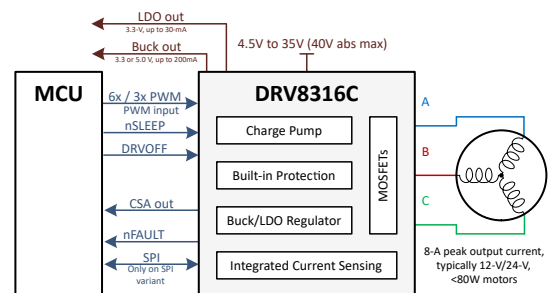 LDO out
3.3-V, up to 30-mA
Buck out
3.3 or 5.0 V, up to 200mA
4.5V to 35V (40V abs max)
MCU
DRV8316C
6x / 3x PWM
PWM input
nSLEEP
DRVOFF
CSA out
nFAULT
SPI
Only on SPI
variant
Charge Pump
Built-in Protection
Buck/LDO Regulator
Integrated Current Sensing
MOSFETs
A
B
C
8-A peak output current,
typically 12-V/24-V,
<80W motors